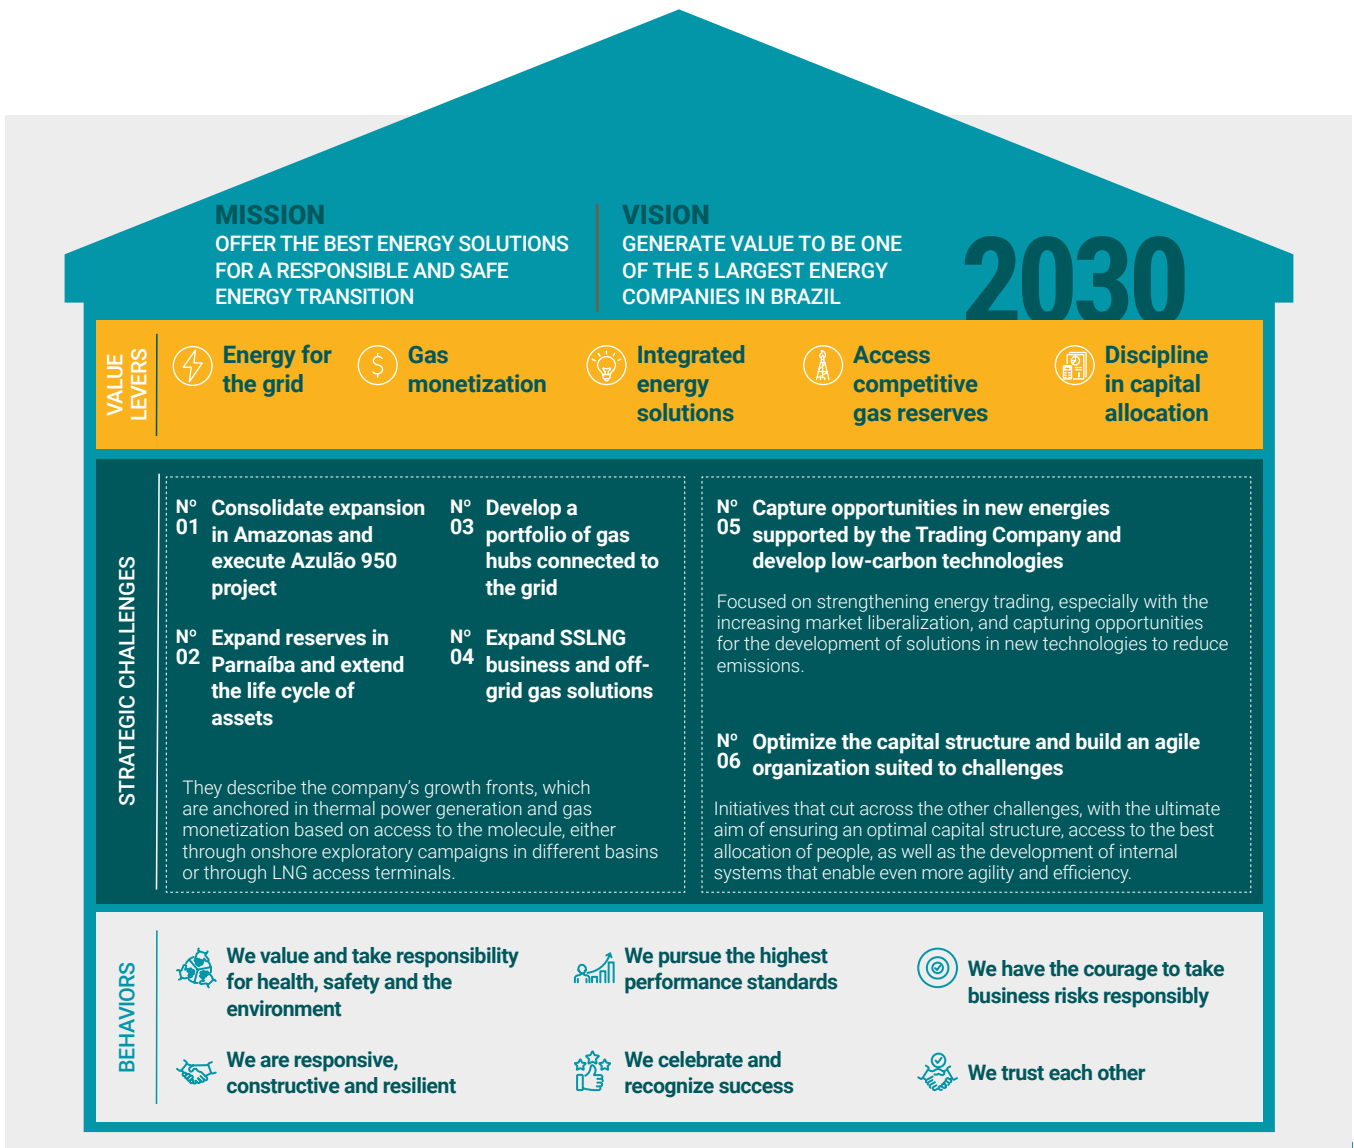 MISSION
OFFER THE BEST ENERGY SOLUTIONS
FOR A RESPONSIBLE AND SAFE
ENERGY TRANSITION
VISION
GENERATE VALUE TO BE ONE
OF THE 5 LARGEST ENERGY
COMPANIES IN BRAZIL
2030
VALUE
LEVERS
Energy for
the grid
Gas
monetization
Integrated
energy
solutions
Access
competitive
gas reserves
Discipline
in capital
allocation
STRATEGIC CHALLENGES
Nº
01
Consolidate expansion
in Amazonas and
execute Azulão 950
project
Nº
02
Expand reserves in
Parnaíba and extend
the life cycle of
assets
Nº
03
Develop a
portfolio of gas
hubs connected to
the grid
Nº
04
Expand SSLNG
business and off-
grid gas solutions
They describe the company’s growth fronts, which
are anchored in thermal power generation and gas
monetization based on access to the molecule, either
through onshore exploratory campaigns in different basins
or through LNG access terminals.
Nº
05
Capture opportunities in new energies
supported by the Trading Company and
develop low-carbon technologies
Focused on strengthening energy trading, especially with the
increasing market liberalization, and capturing opportunities
for the development of solutions in new technologies to reduce
emissions.
Nº
06
Optimize the capital structure and build an agile
organization suited to challenges
Initiatives that cut across the other challenges, with the ultimate
aim of ensuring an optimal capital structure, access to the best
allocation of people, as well as the development of internal
systems that enable even more agility and efficiency.
BEHAVIORS
We value and take responsibility
for health, safety and the
environment
We pursue the highest
performance standards
We have the courage to take
business risks responsibly
We are responsive,
constructive and resilient
We celebrate and
recognize success
We trust each other